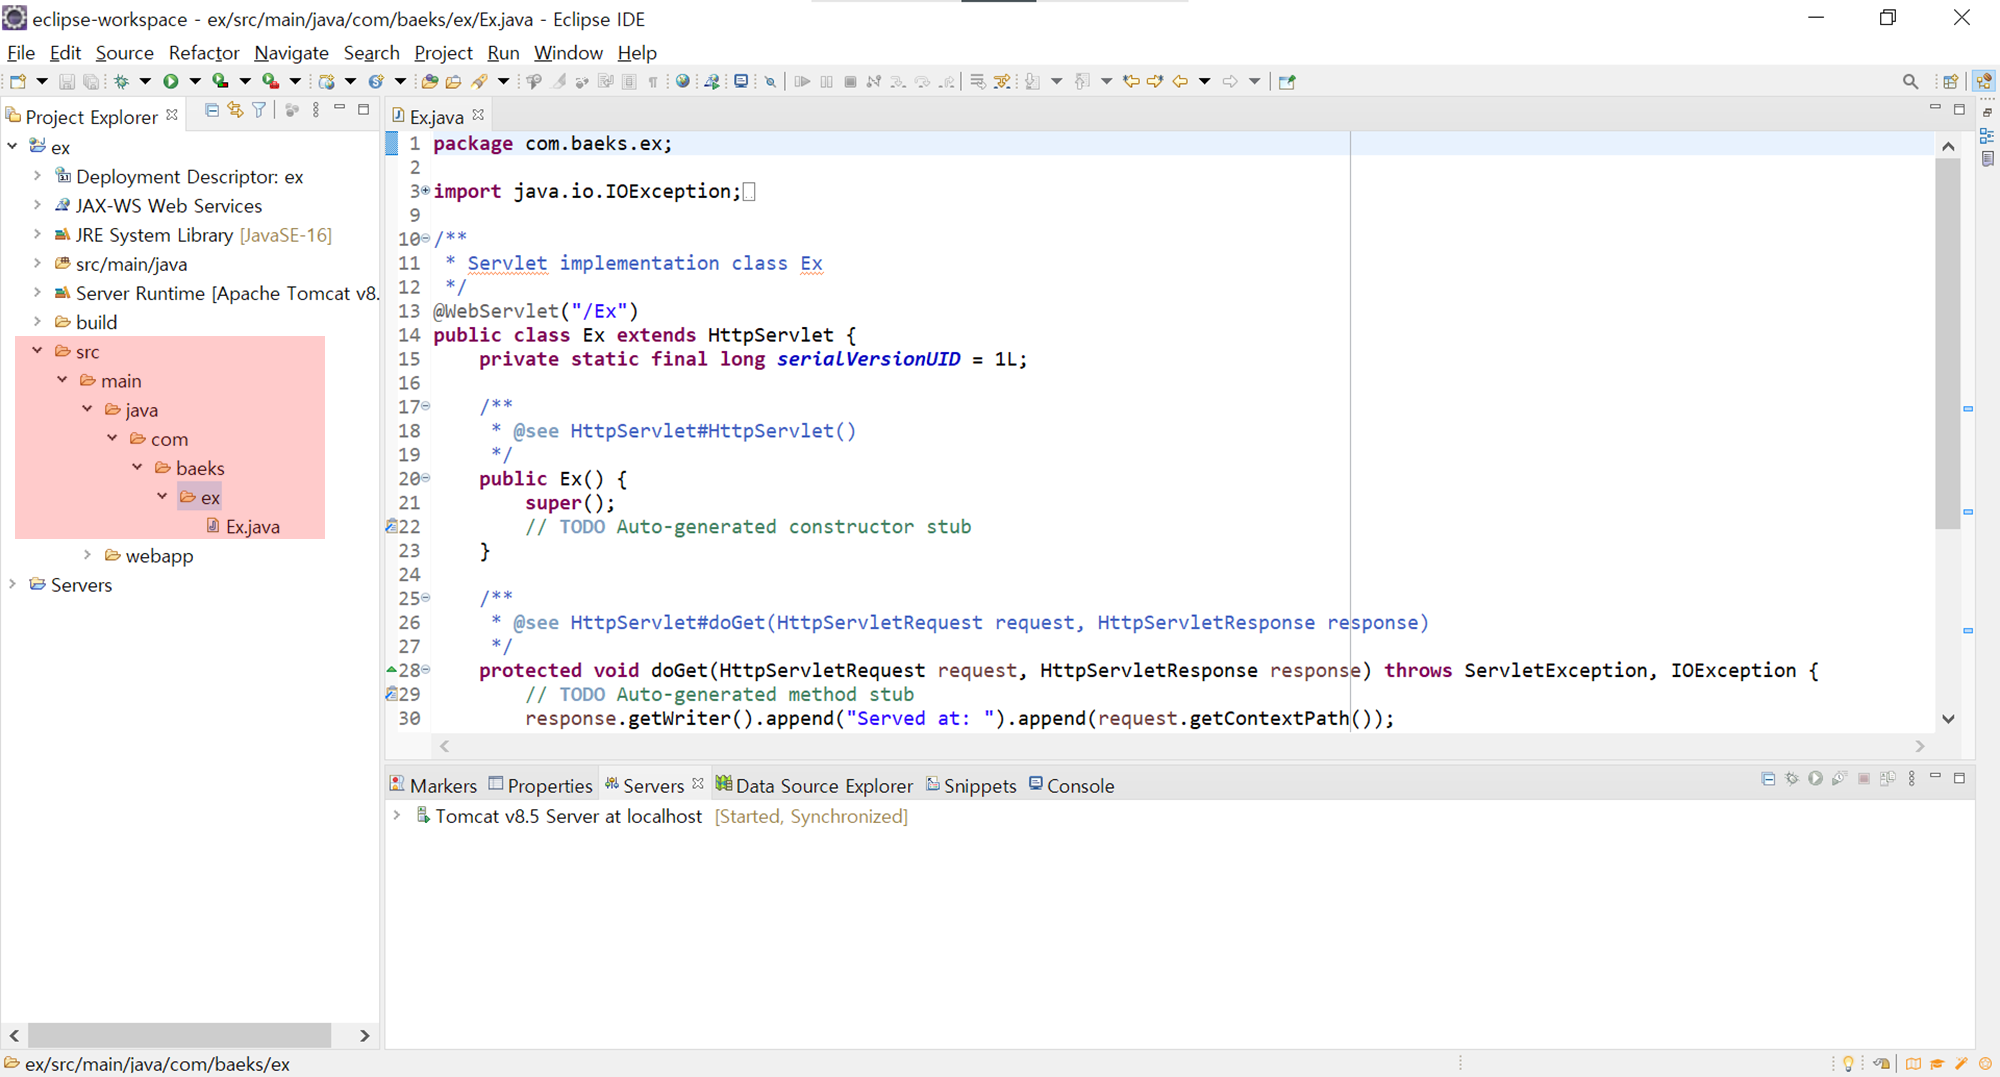 eclipse-workspace - ex/src/main/java/com/baeks/ex/Ex.java - Eclipse IDE
File Edit Source Refactor Navigate Search Project Run Window Help
Project Explorer
ex
Deployment Descriptor: ex
JAX-WS Web Services
JRE System Library [JavaSE-16]
src/main/java
Server Runtime [Apache Tomcat v8.
build
src
main
java
com
baeks
ex
Ex.java
webapp
Servers
Ex.java
1 package com.baeks.ex;
2
3 import java.io.IOException;
9
10 /**
11  * Servlet implementation class Ex
12  */
13 @WebServlet("/Ex")
14 public class Ex extends HttpServlet {
15     private static final long serialVersionUID = 1L;
16
17     /**
18      * @see HttpServlet#HttpServlet()
19      */
20     public Ex() {
21         super();
22         // TODO Auto-generated constructor stub
23     }
24
25     /**
26      * @see HttpServlet#doGet(HttpServletRequest request, HttpServletResponse response)
27      */
28     protected void doGet(HttpServletRequest request, HttpServletResponse response) throws ServletException, IOException {
29         // TODO Auto-generated method stub
30         response.getWriter().append("Served at: ").append(request.getContextPath());
Markers Properties Servers Data Source Explorer Snippets Console
Tomcat v8.5 Server at localhost [Started, Synchronized]
ex/src/main/java/com/baeks/ex